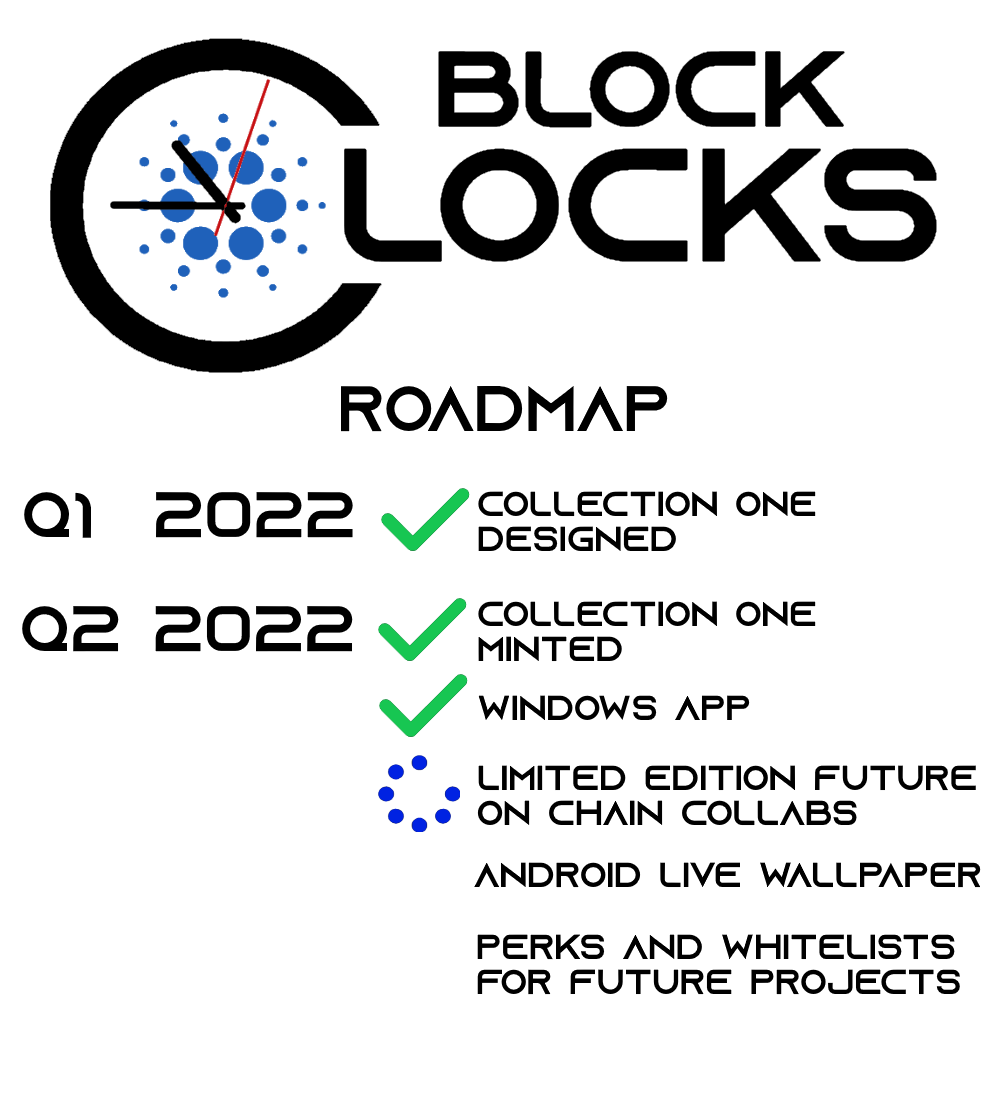 BLOCK
CLOCKS
ROADMAP
Q1 2022 COLLECTION ONE
DESIGNED
Q2 2022 COLLECTION ONE
MINTED
WINDOWS APP
LIMITED EDITION FUTURE
ON CHAIN COLLABS
ANDROID LIVE WALLPAPER
PERKS AND WHITELISTS
FOR FUTURE PROJECTS